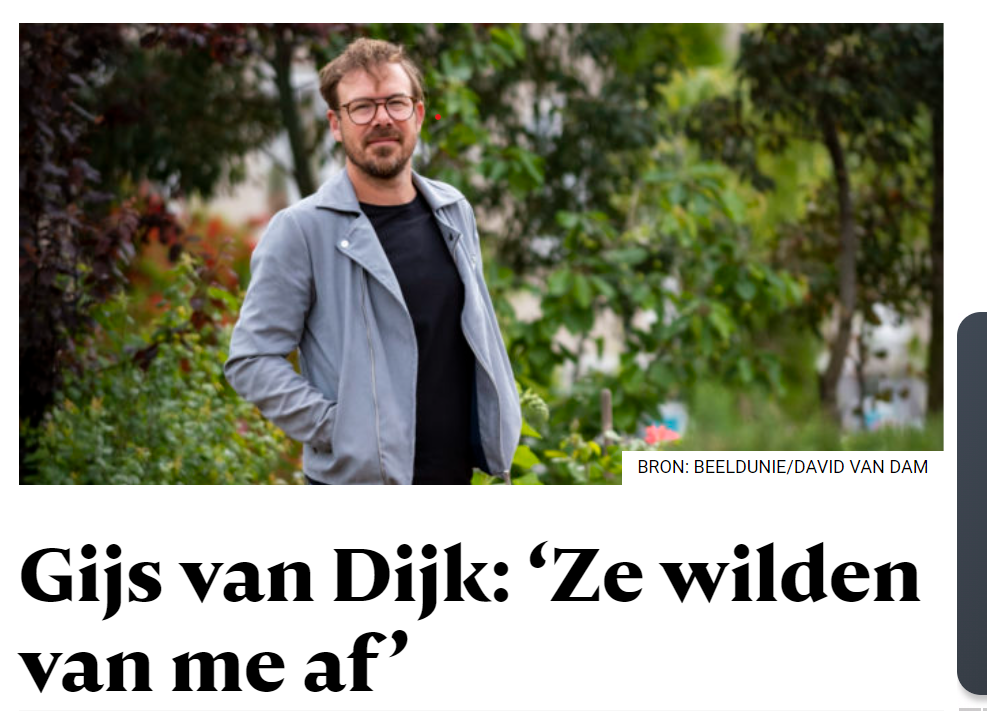 BRON: BEELDUNIE/DAVID VAN DAM
Gijs van Dijk: ‘Ze wilden
van me af’